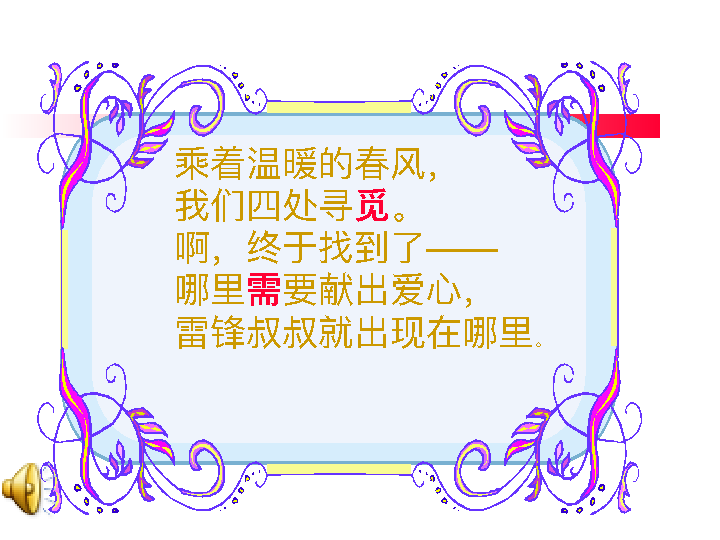 乘着温暖的春风，
我们四处寻觅。
啊，终于找到了——
哪里需要献出爱心，
雷锋叔叔就出现在哪里。